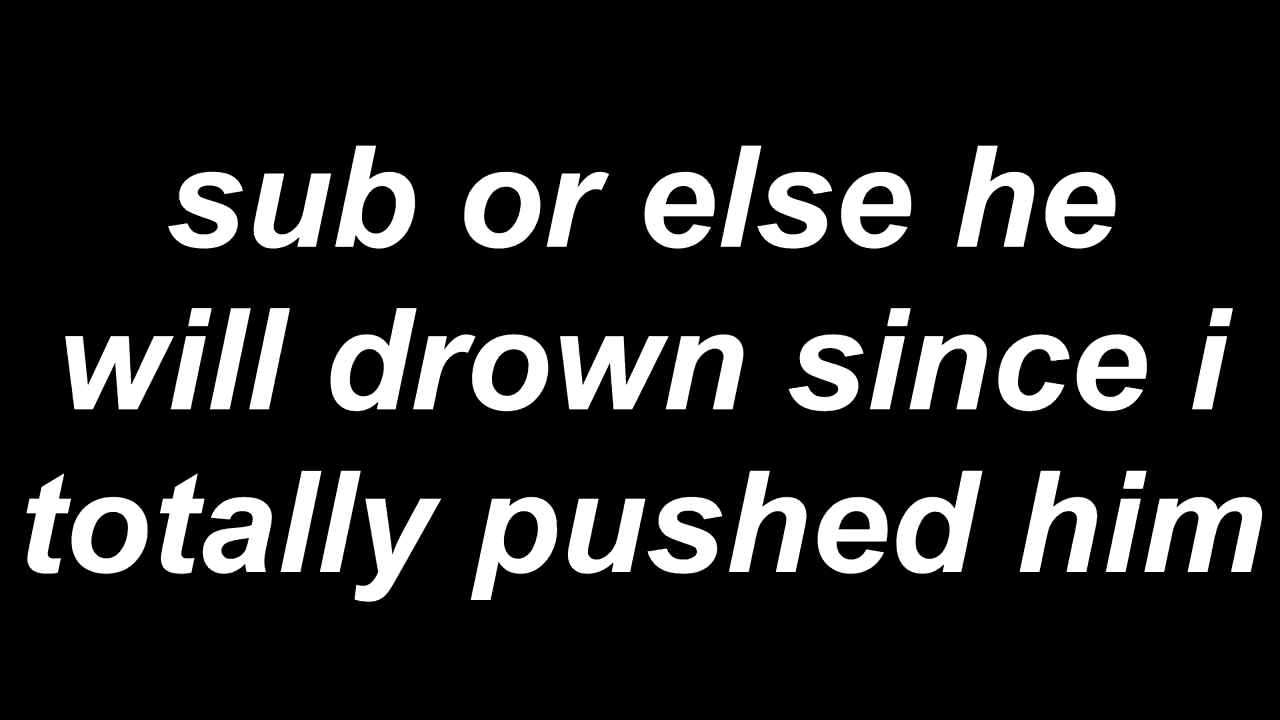 sub or else he
will drown since i
totally pushed him